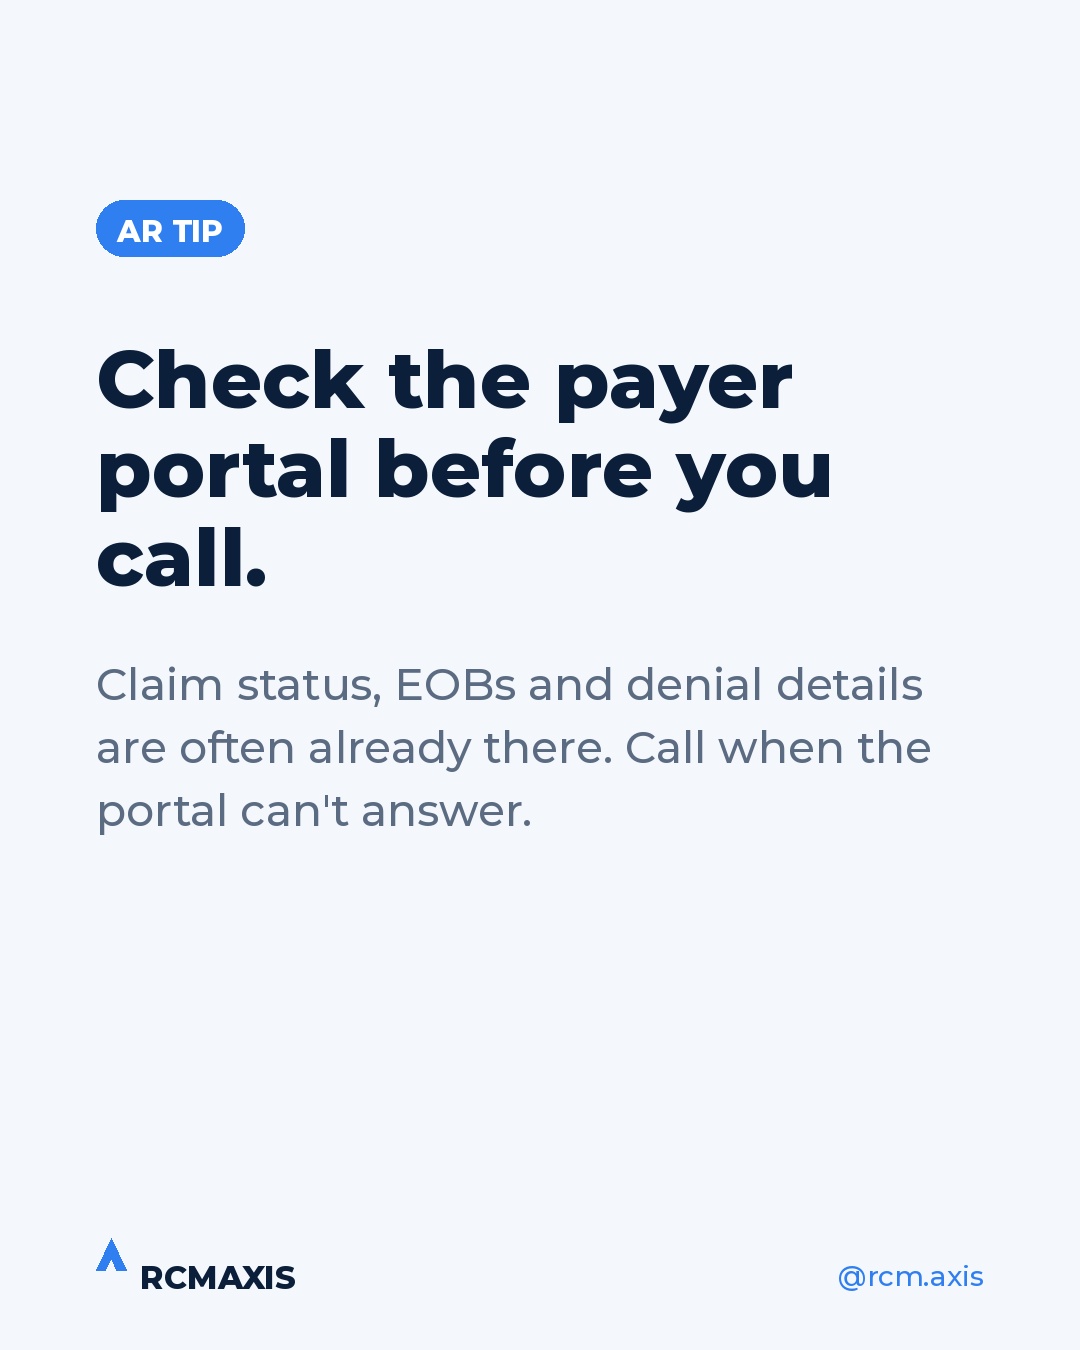 AR TIP
Check the payer
portal before you
call.
Claim status, EOBs and denial details
are often already there. Call when the
portal can't answer.
RCMAXIS
@rcm.axis